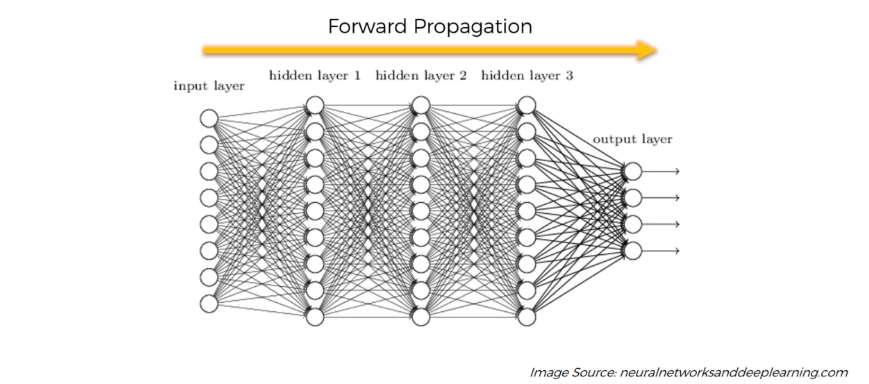 Forward Propagation
input layer
hidden layer 1
hidden layer 2
hidden layer 3
output layer
Image Source: neuralnetworksanddeeplearning.com